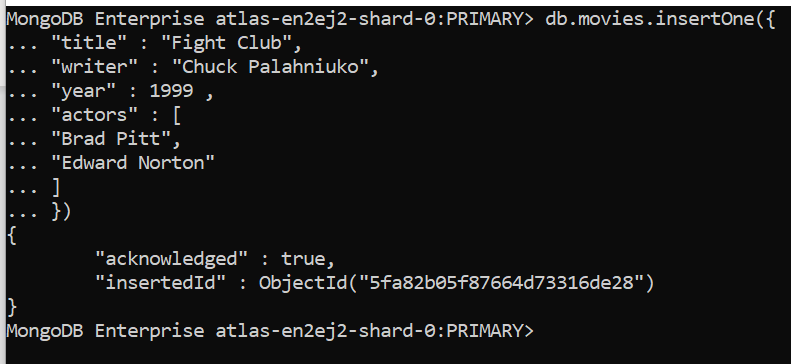 MongoDB Enterprise atlas-en2ej2-shard-0:PRIMARY> db.movies.insertOne({
... "title" : "Fight Club",
... "writer" : "Chuck Palahniuko",
... "year" : 1999 ,
... "actors" : [
... "Brad Pitt",
... "Edward Norton"
... ]
... })
{
        "acknowledged" : true,
        "insertedId" : ObjectId("5fa82b05f87664d73316de28")
}
MongoDB Enterprise atlas-en2ej2-shard-0:PRIMARY>